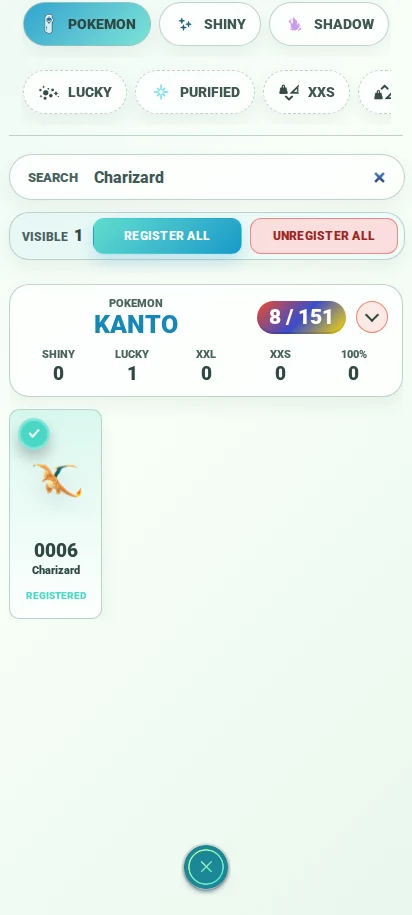 POKEMON SHINY SHADOW
LUCKY PURIFIED XXS
SEARCH Charizard
VISIBLE 1 REGISTER ALL UNREGISTER ALL
POKEMON
KANTO
8 / 151
SHINY LUCKY XXL XXS 100%
0 1 0 0 0
0006
Charizard
REGISTERED